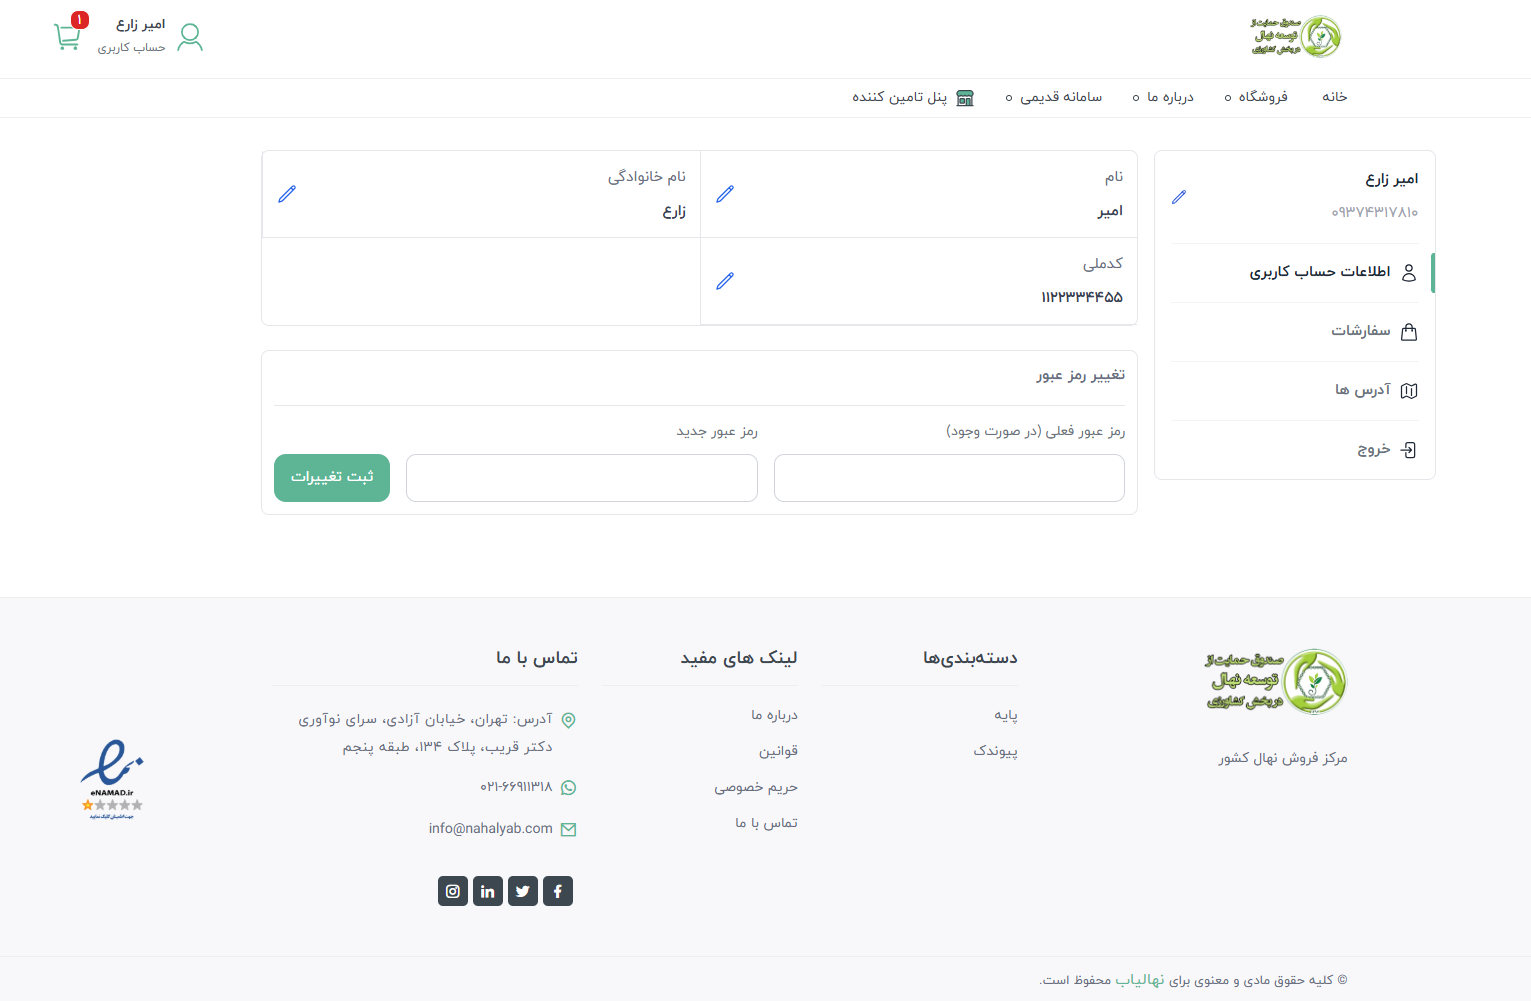 صندوق حمایت از
توسعه نهال
در بخش کشاورزی
امیر زارع
حساب کاربری
۱
خانه
فروشگاه
درباره ما
سامانه قدیمی
پنل تامین کننده
امیر زارع
۰۹۳۷۴۳۱۷۸۱۰
اطلاعات حساب کاربری
سفارشات
آدرس ها
خروج
نام
امیر
نام خانوادگی
زارع
کدملی
۱۱۲۲۳۳۴۴۵۵
تغییر رمز عبور
رمز عبور فعلی (در صورت وجود)
رمز عبور جدید
ثبت تغییرات
صندوق حمایت از
توسعه نهال
در بخش کشاورزی
مرکز فروش نهال کشور
دسته‌بندی‌ها
پایه
پیوندک
لینک های مفید
درباره ما
قوانین
حریم خصوصی
تماس با ما
تماس با ما
آدرس: تهران، خیابان آزادی، سرای نوآوری
دکتر قریب، پلاک ۱۳۴، طبقه پنجم
۰۲۱-۶۶۹۱۱۳۱۸
info@nahalyab.com
eNAMAD.ir
جهت اطمینان کلیک نمایید
© کلیه حقوق مادی و معنوی برای نهالیاب محفوظ است.